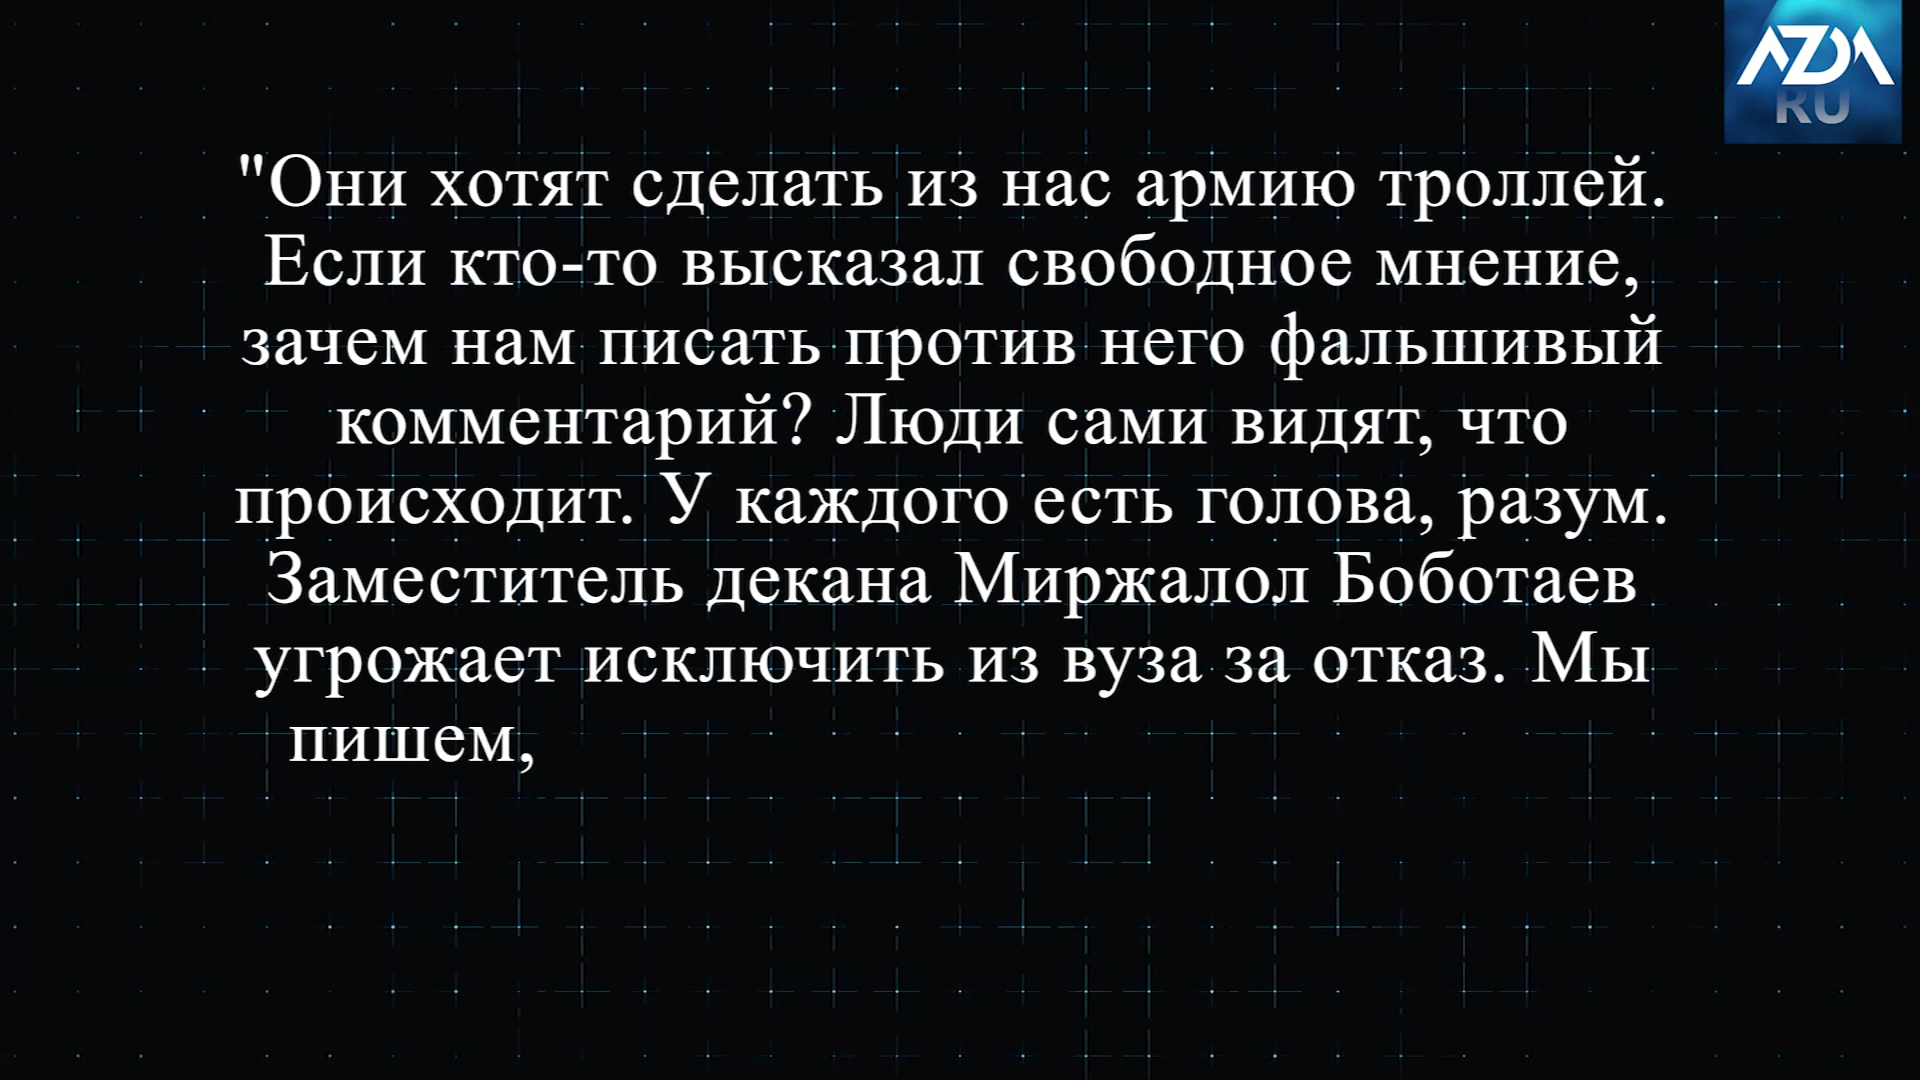 AZDA
RU
"Они хотят сделать из нас армию троллей.
Если кто-то высказал свободное мнение,
зачем нам писать против него фальшивый
комментарий? Люди сами видят, что
происходит. У каждого есть голова, разум.
Заместитель декана Миржалол Боботаев
угрожает исключить из вуза за отказ. Мы
пишем,